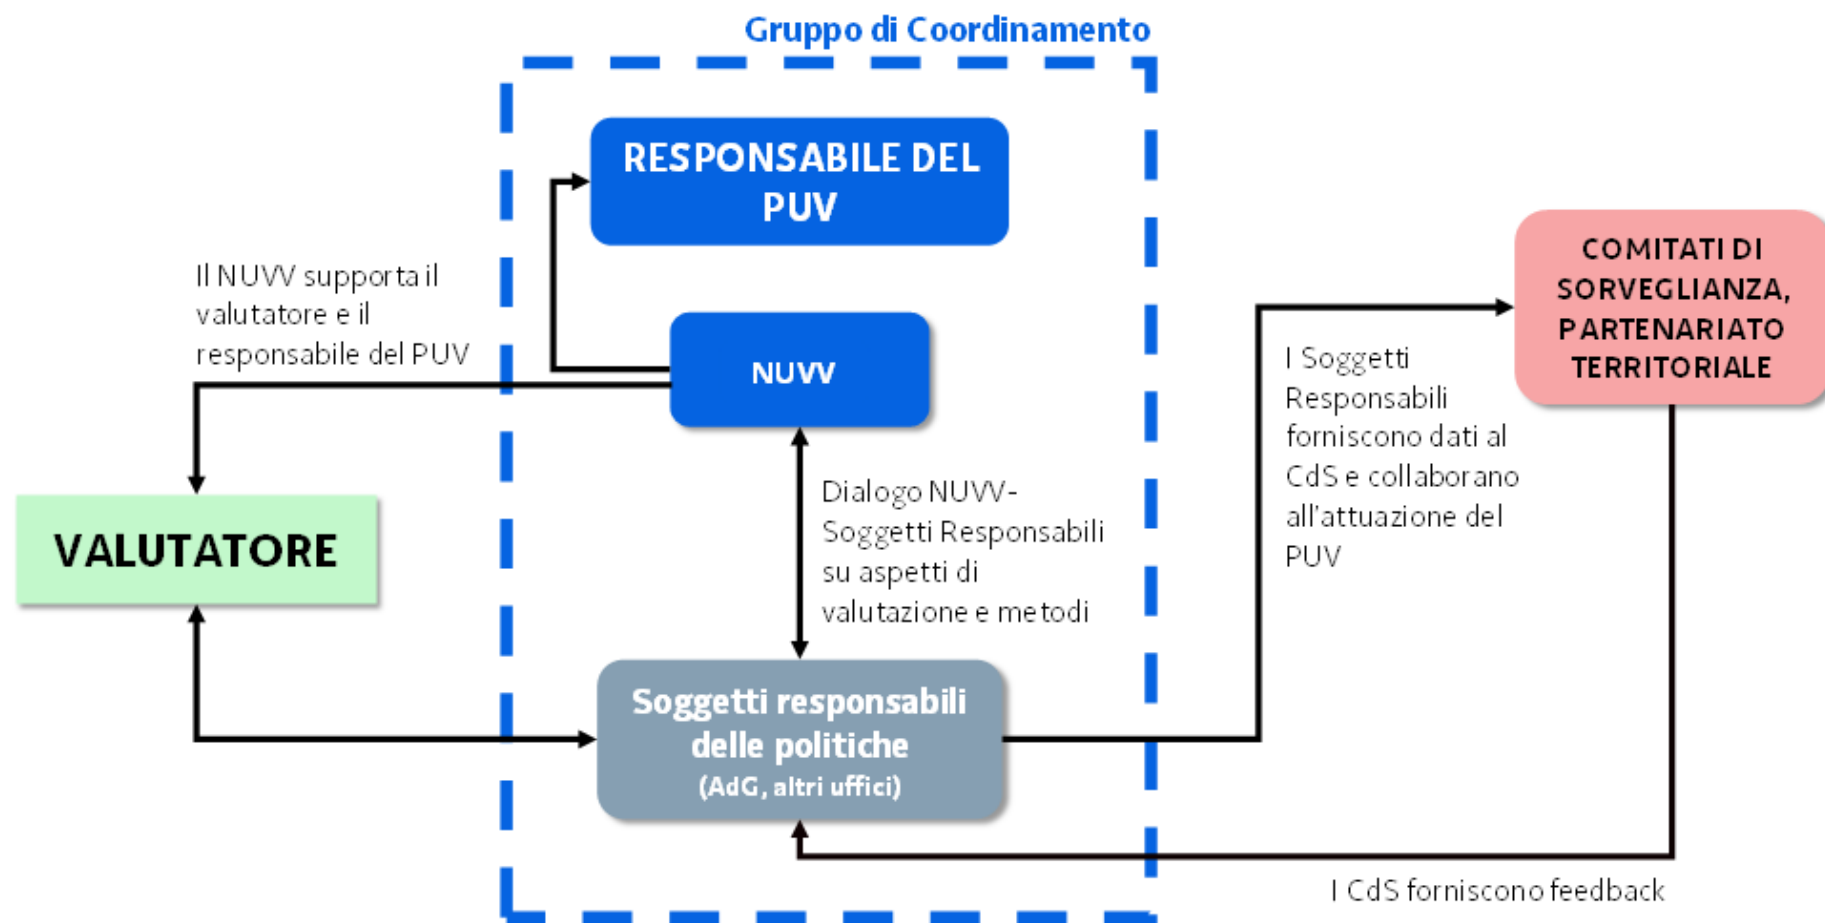 Gruppo di Coordinamento
RESPONSABILE DEL
PUV
Il NUVV supporta il
valutatore e il
responsabile del PUV
NUVV
COMITATI DI
SORVEGLIANZA,
PARTENARIATO
TERRITORIALE
I Soggetti
Responsabili
forniscono dati al
CdS e collaborano
all'attuazione del
PUV
VALUTATORE
Dialogo NUVV-
Soggetti Responsabili
su aspetti di
valutazione e metodi
Soggetti responsabili
delle politiche
(AdG, altri uffici)
I CdS forniscono feedback